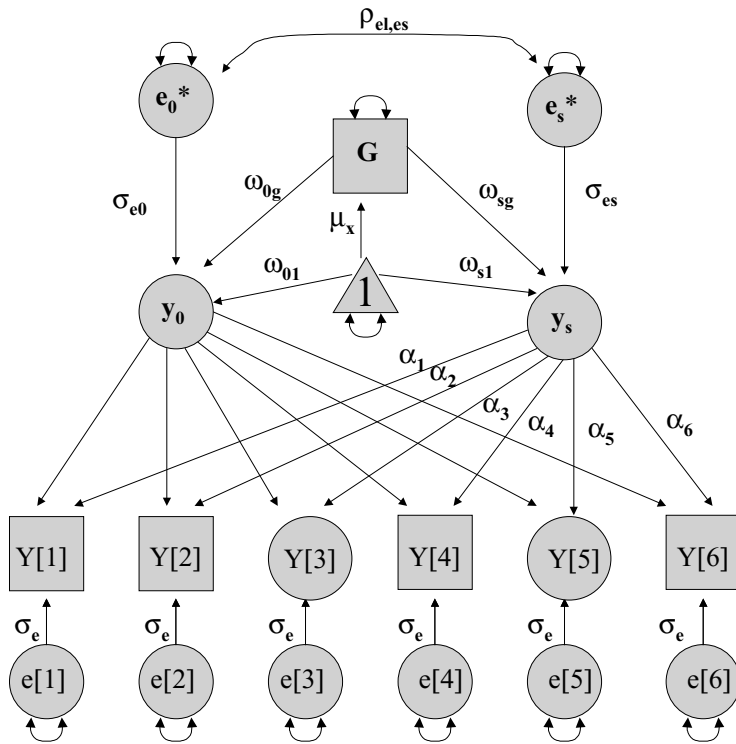 ρel,es
e0* es*
G
ω0g ωsg
σe0 σes
μx
ω01 ωs1
1
y0 ys
α1 α2
α3 α4 α5 α6
Y[1] Y[2] Y[3] Y[4] Y[5] Y[6]
σe σe σe σe σe σe
e[1] e[2] e[3] e[4] e[5] e[6]